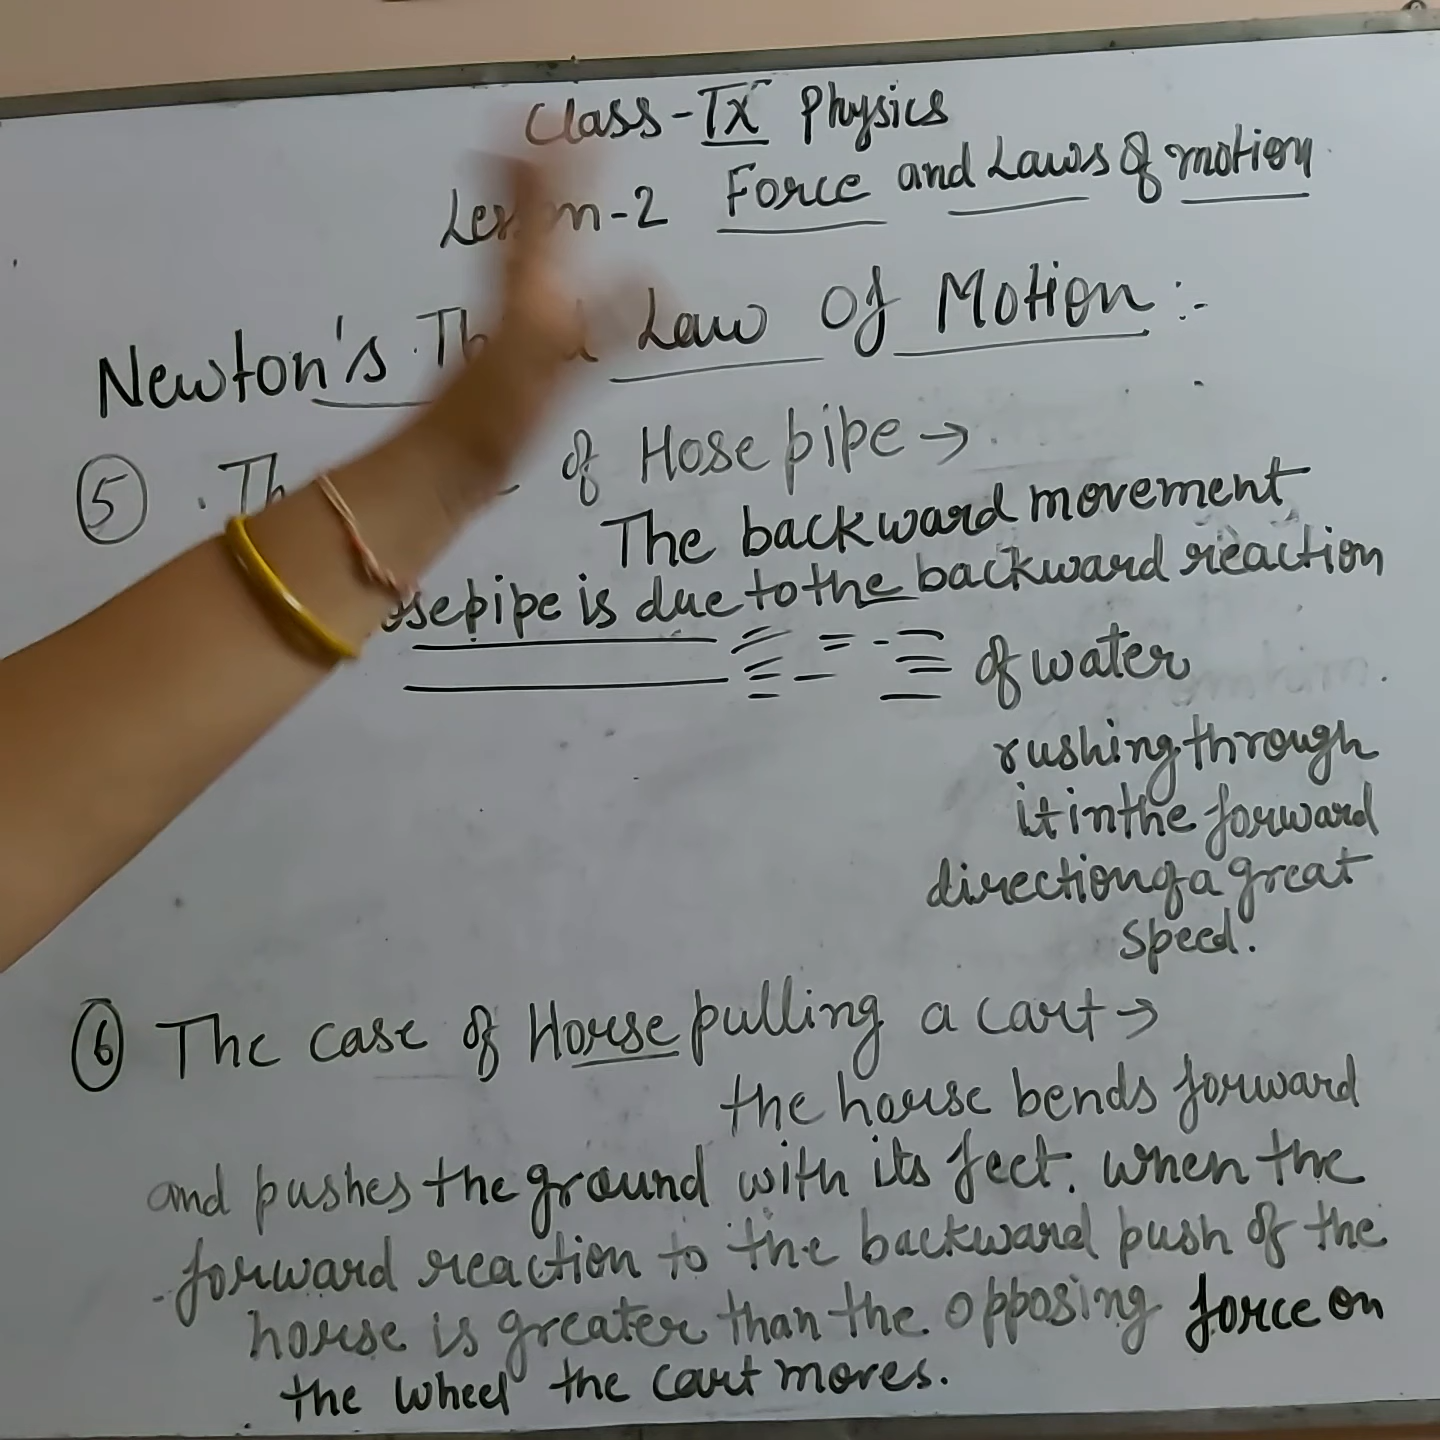 Class-IX Physics
-2 Force and Laws of motion
Newton's Law Of Motion :-
5 of Hose pipe →
The backward movement
pipe is due to the backward reaction
of water
rushing through
it in the forward
direction of a great
speed.
6 The case of Horse pulling a cart →
the horse bends forward
and pushes the ground with its feet. when the
forward reaction to the backward push of the
horse is greater than the opposing force on
the wheel the cart moves.